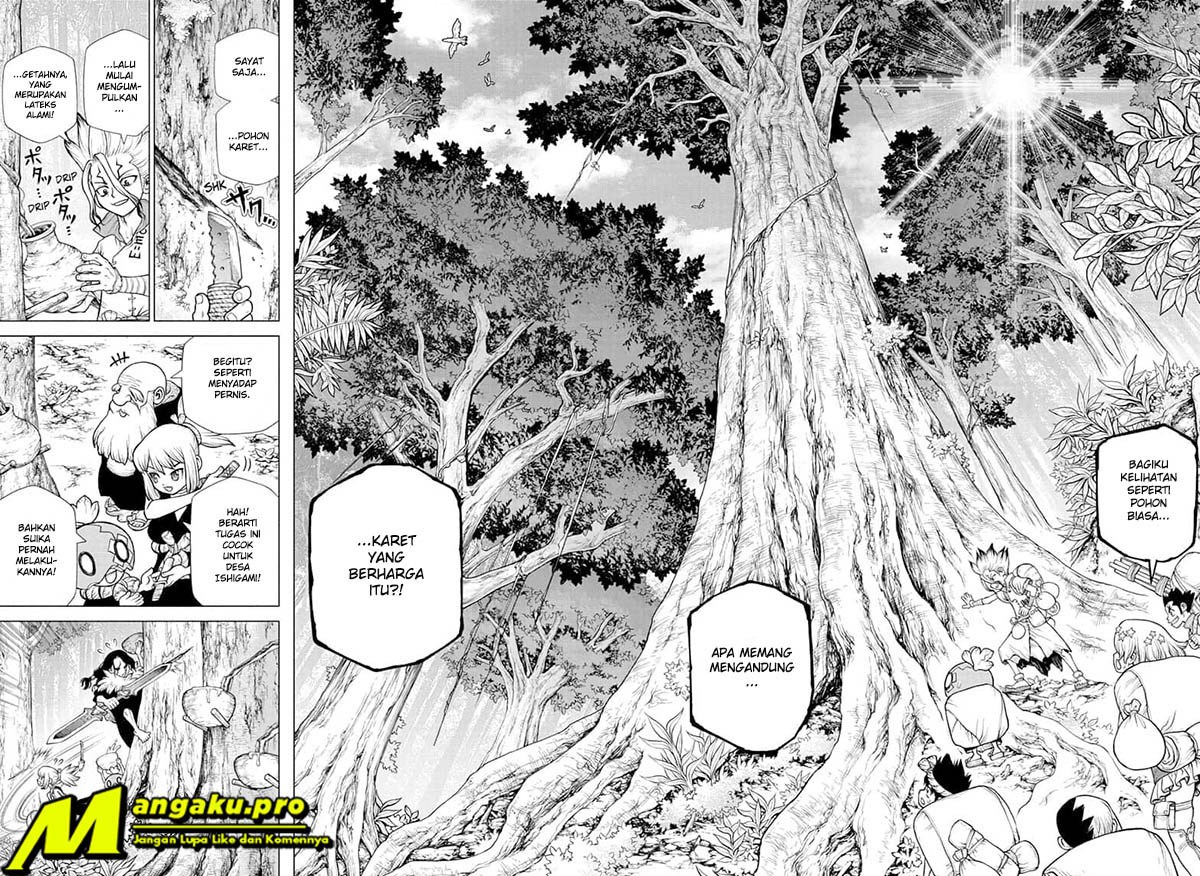 BAGIKU
KELIHATAN
SEPERTI
POHON
BIASA...
APA MEMANG
MENGANDUNG
...
...KARET
YANG
BERHARGA
ITU?!
SAYAT
SAJA...
...POHON
KARET...
SHK
メク...
...LALU
MULAI
MENGUM-
PULKAN
...
...GETAHNYA,
YANG
MERUPAKAN
LATEKS
ALAMI!
ポタッ...
DRIP
ポタ...
DRIP
E=mc
BEGITU?
SEPERTI
MENYADAP
PERNIS.
HAH!
BERARTI
TUGAS INI
COCOK
UNTUK
DESA
ISHIGAMI!
BAHKAN
SUIKA
PERNAH
MELAKU-
KANNYA!
Mangaku.pro
Jangan Lupa Like dan Komennya